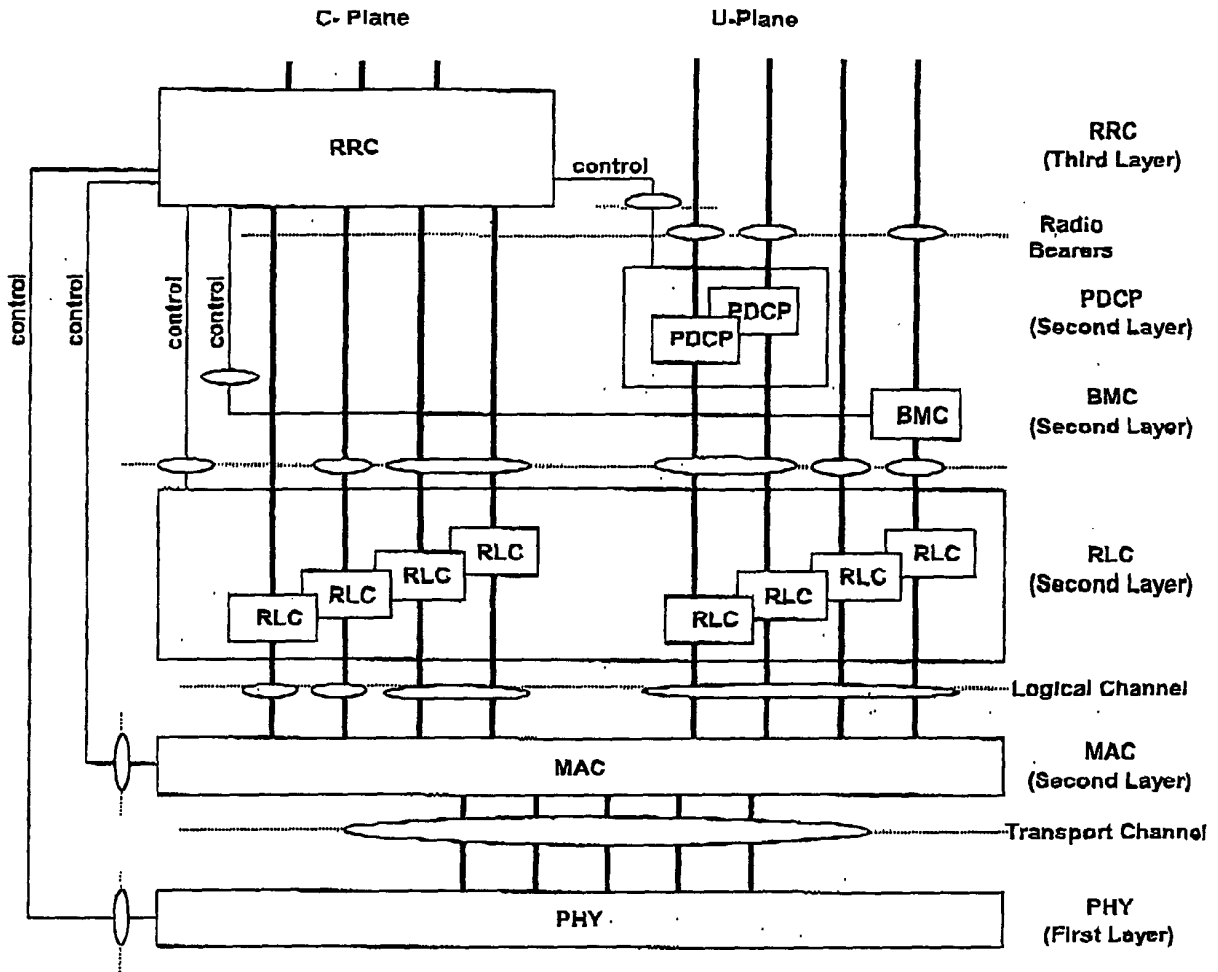 C- Plane
U-Plane
RRC
control
RRC
(Third Layer)
Radio
Bearers
control
control
control
control
PDCP
PDCP
PDCP
(Second Layer)
BMC
BMC
(Second Layer)
RLC
RLC
RLC
RLC
RLC
RLC
RLC
RLC
RLC
(Second Layer)
Logical Channel
MAC
MAC
(Second Layer)
Transport Channel
PHY
PHY
(First Layer)